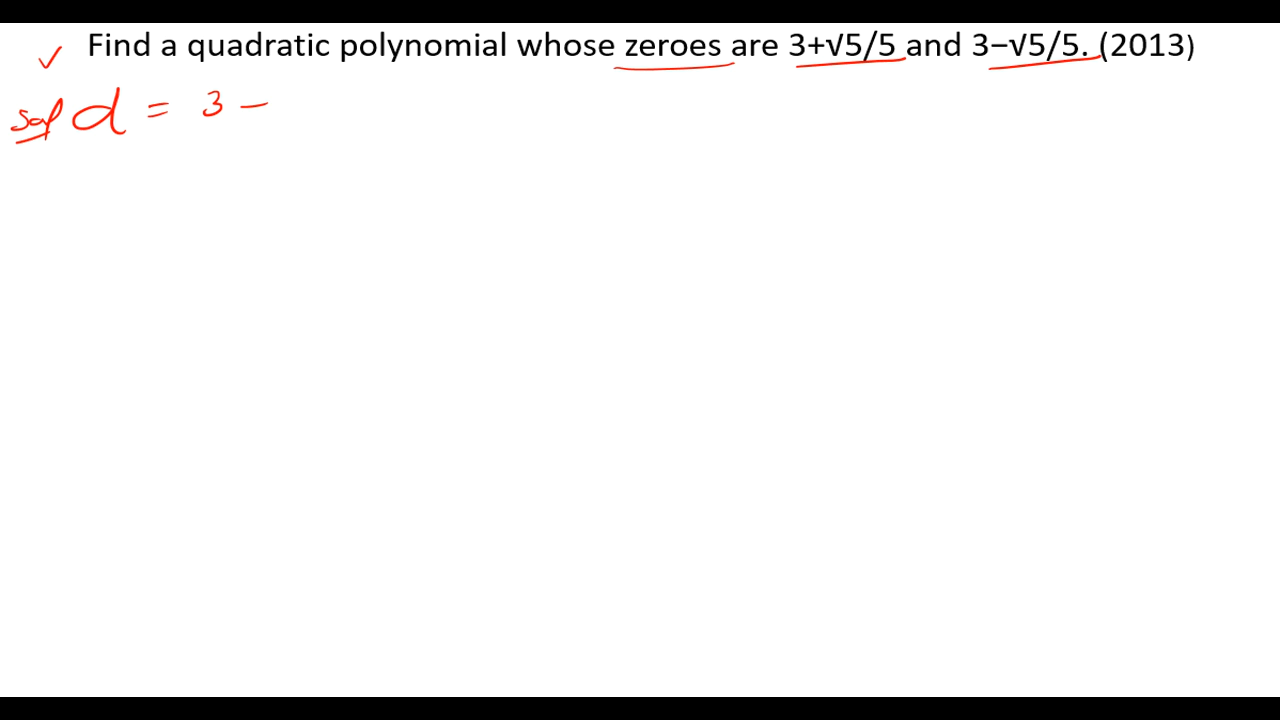 Find a quadratic polynomial whose zeroes are 3+√5/5 and 3−√5/5. (2013)
Sol α = 3 −